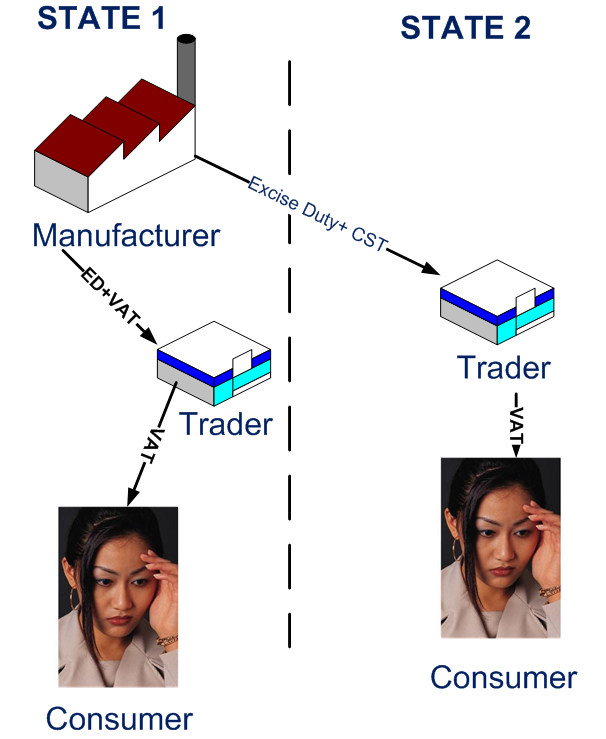 STATE 1
STATE 2
Excise Duty+ CST
Manufacturer
ED+VAT
Trader
VAT
Trader
VAT
Consumer
Consumer